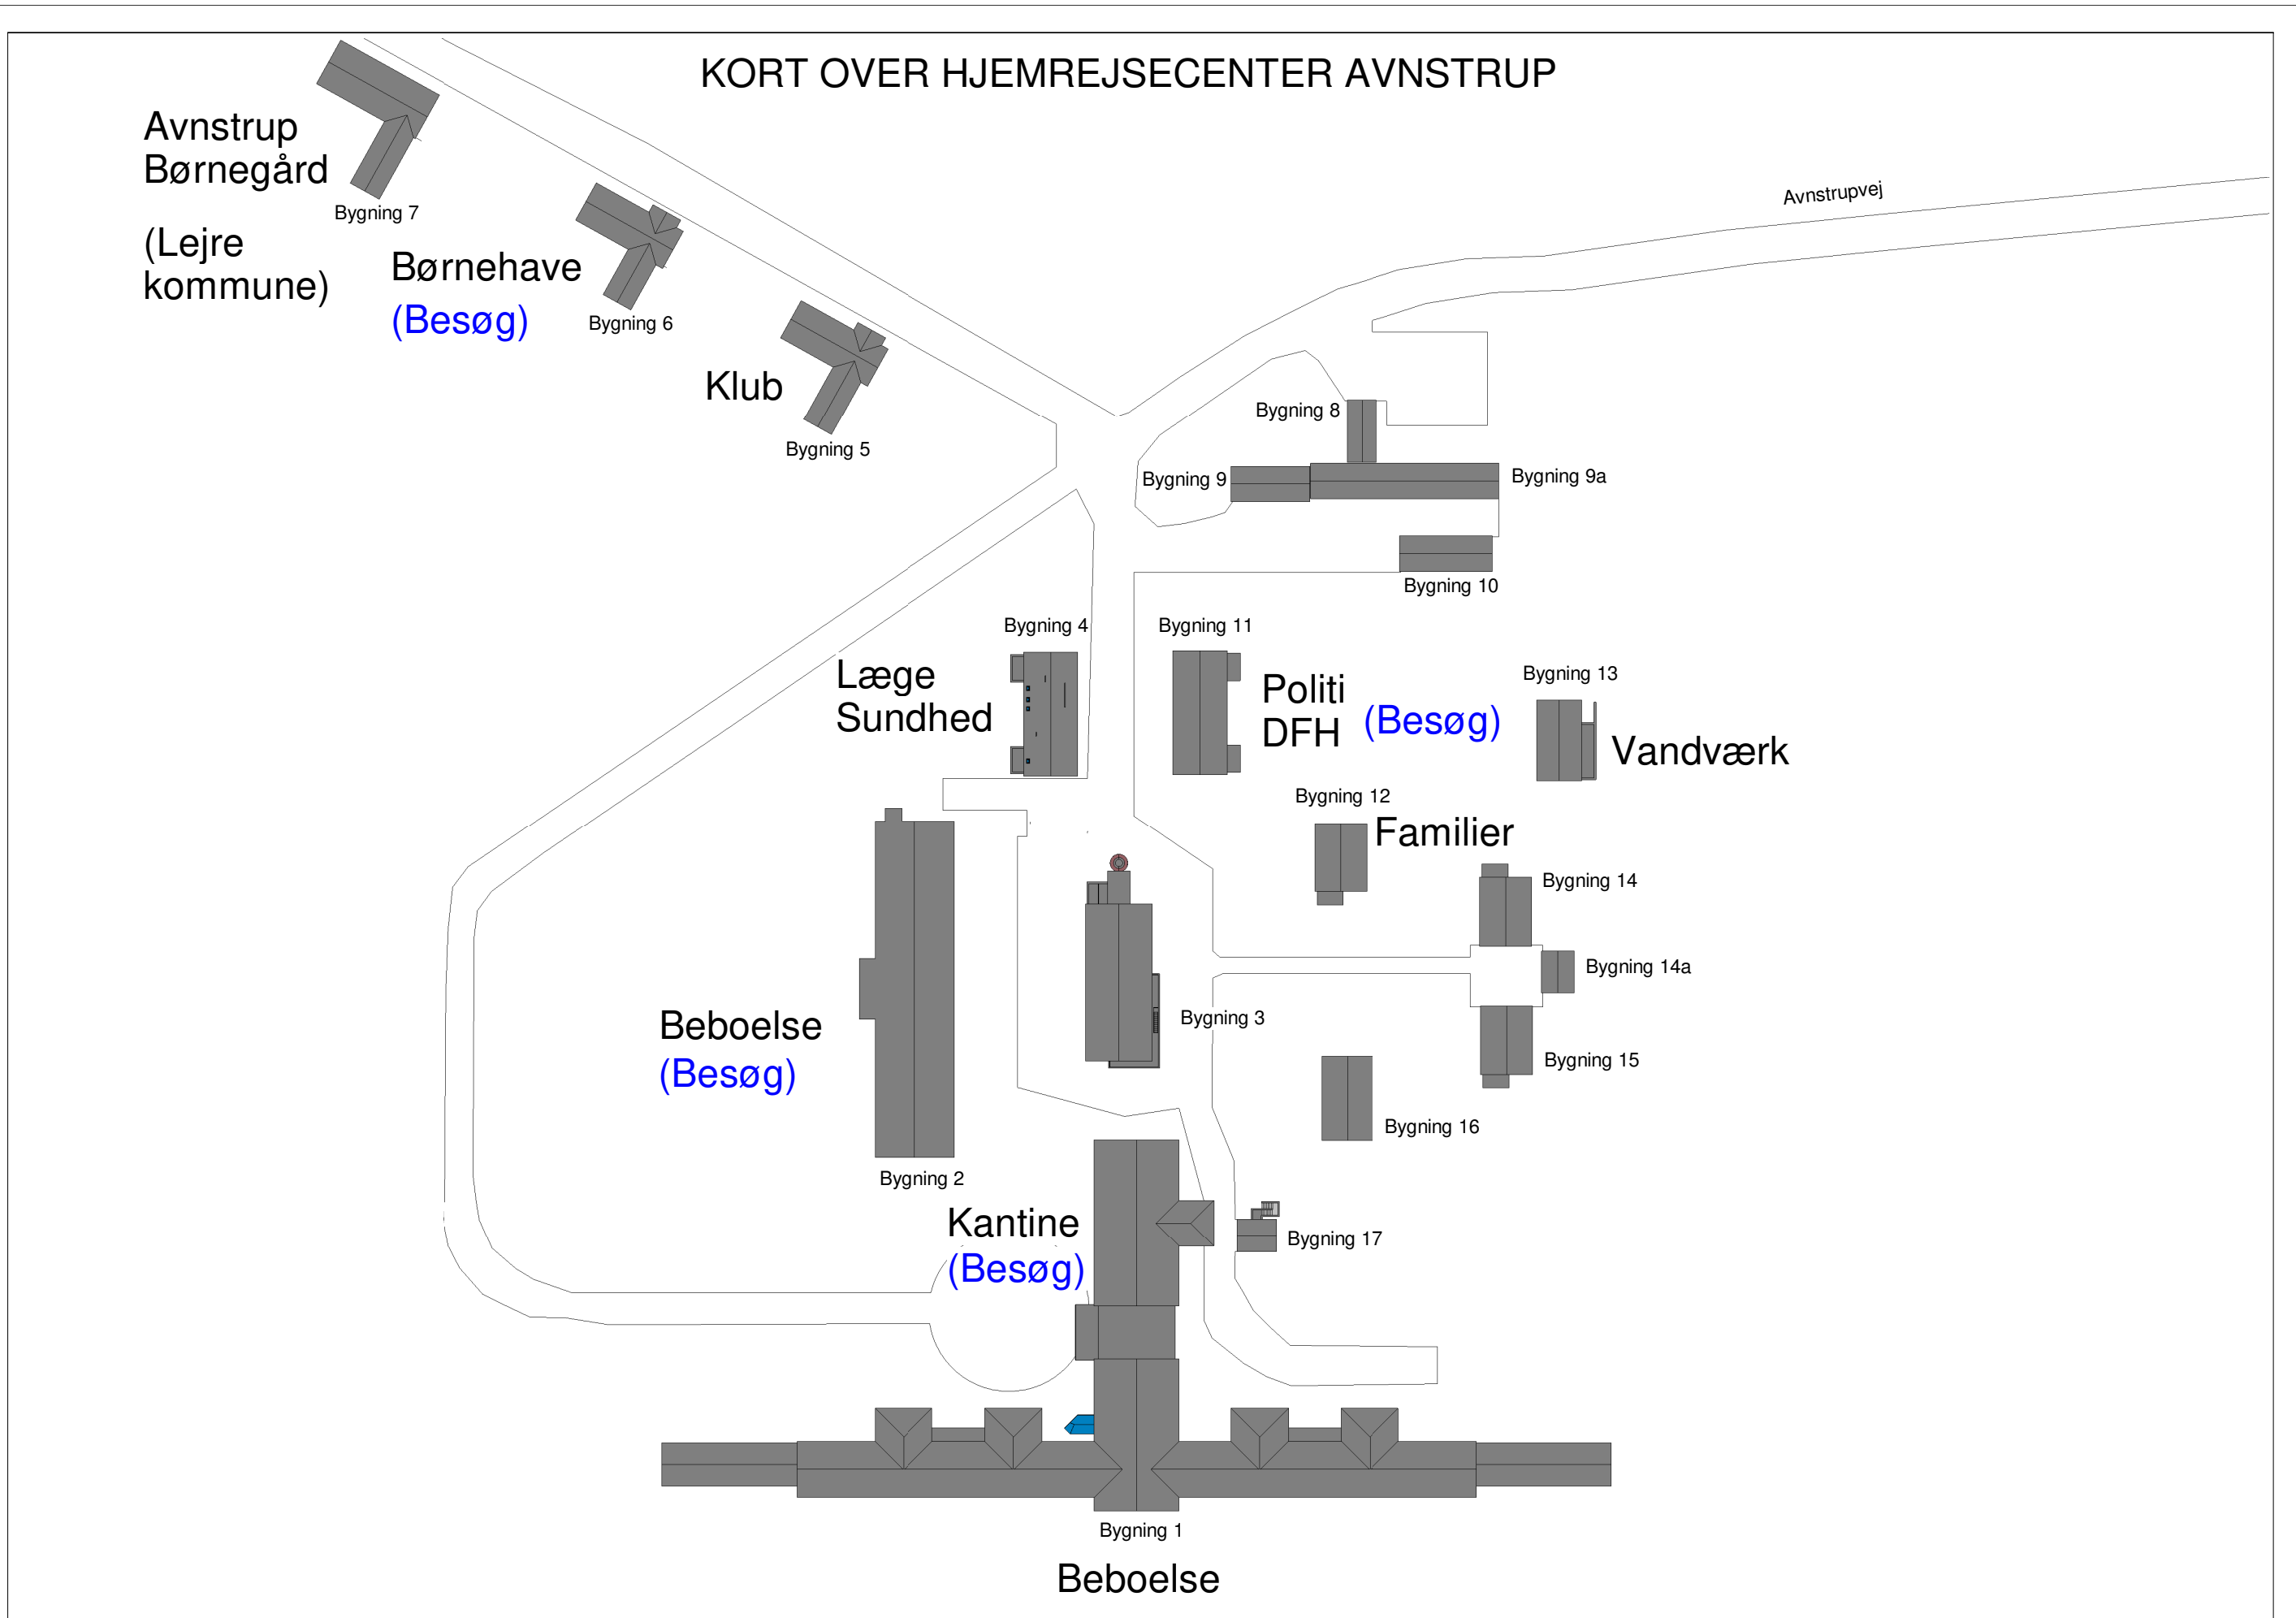 KORT OVER HJEMREJSECENTER AVNSTRUP
Avnstrup
Børnegård
(Lejre
kommune)
Bygning 7
Børnehave
(Besøg)
Bygning 6
Klub
Bygning 5
Avnstrupvej
Bygning 8
Bygning 9
Bygning 9a
Bygning 10
Bygning 4
Læge
Sundhed
Bygning 11
Politi
DFH
(Besøg)
Bygning 13
Vandværk
Bygning 12
Familier
Bygning 14
Bygning 14a
Bygning 3
Bygning 15
Beboelse
(Besøg)
Bygning 2
Bygning 16
Kantine
(Besøg)
Bygning 17
Bygning 1
Beboelse